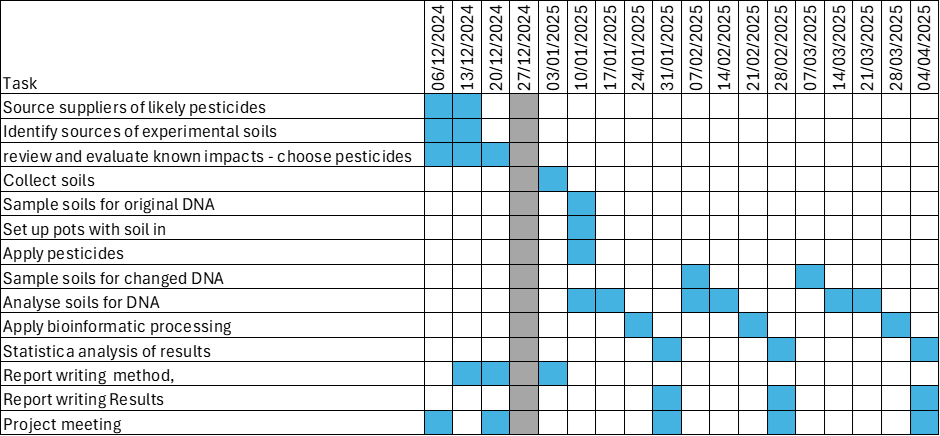 Task 06/12/2024 13/12/2024 20/12/2024 27/12/2024 03/01/2025 10/01/2025 17/01/2025 24/01/2025 31/01/2025 07/02/2025 14/02/2025 21/02/2025 28/02/2025 07/03/2025 14/03/2025 21/03/2025 28/03/2025 04/04/2025
Source suppliers of likely pesticides
Identify sources of experimental soils
review and evaluate known impacts - choose pesticides
Collect soils
Sample soils for original DNA
Set up pots with soil in
Apply pesticides
Sample soils for changed DNA
Analyse soils for DNA
Apply bioinformatic processing
Statistica analysis of results
Report writing method,
Report writing Results
Project meeting